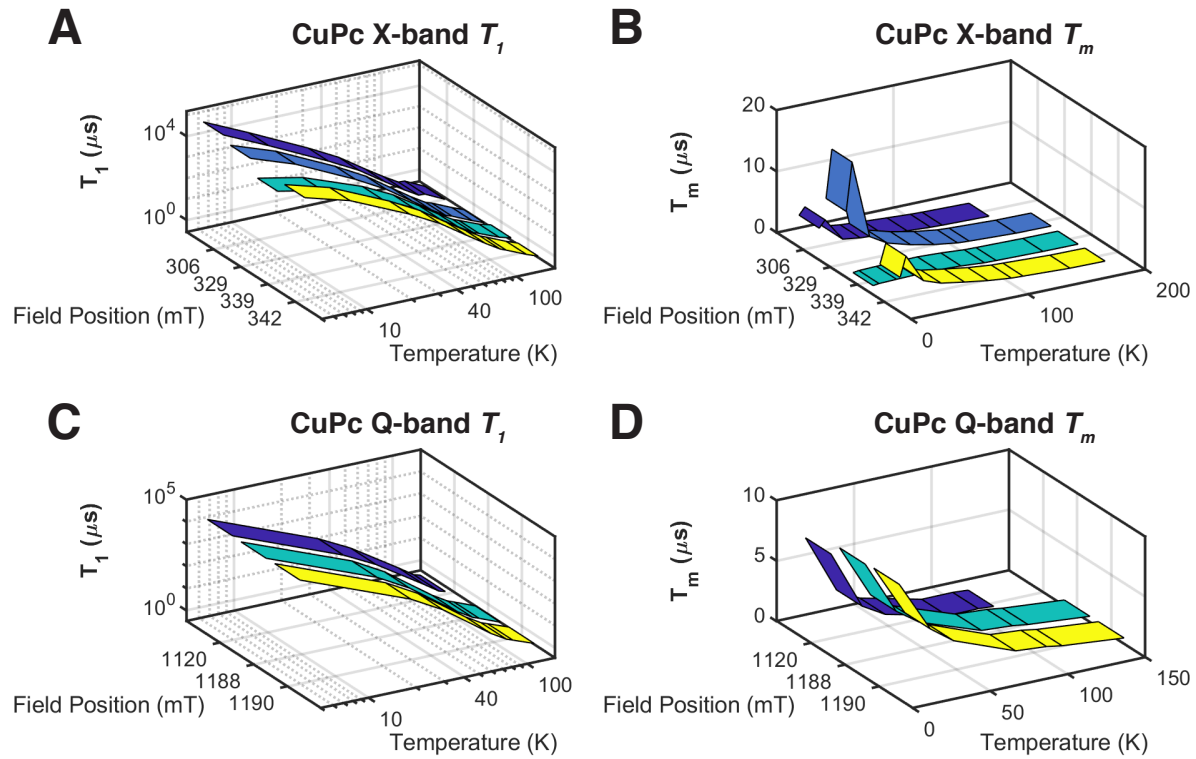 A
CuPc X-band T1
T1 (μs)
10^4
10^0
306
329
339
342
Field Position (mT)
10
40
100
Temperature (K)
B
CuPc X-band Tm
Tm (μs)
20
10
0
306
329
339
342
Field Position (mT)
0
100
200
Temperature (K)
C
CuPc Q-band T1
T1 (μs)
10^5
10^0
1120
1188
1190
Field Position (mT)
10
40
100
Temperature (K)
D
CuPc Q-band Tm
Tm (μs)
10
5
0
1120
1188
1190
Field Position (mT)
0
50
100
150
Temperature (K)